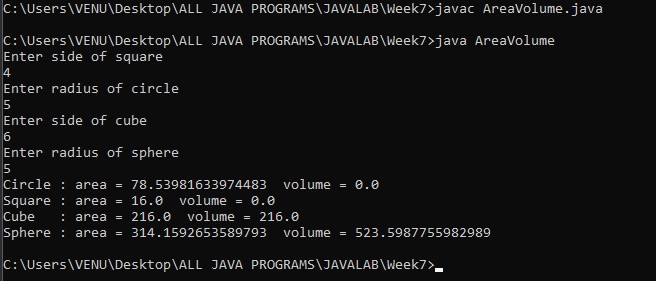 C:\Users\VENU\Desktop\ALL JAVA PROGRAMS\JAVALAB\Week7>javac AreaVolume.java
C:\Users\VENU\Desktop\ALL JAVA PROGRAMS\JAVALAB\Week7>java AreaVolume
Enter side of square
4
Enter radius of circle
5
Enter side of cube
6
Enter radius of sphere
5
Circle : area = 78.53981633974483  volume = 0.0
Square : area = 16.0  volume = 0.0
Cube   : area = 216.0  volume = 216.0
Sphere : area = 314.1592653589793  volume = 523.5987755982989
C:\Users\VENU\Desktop\ALL JAVA PROGRAMS\JAVALAB\Week7>